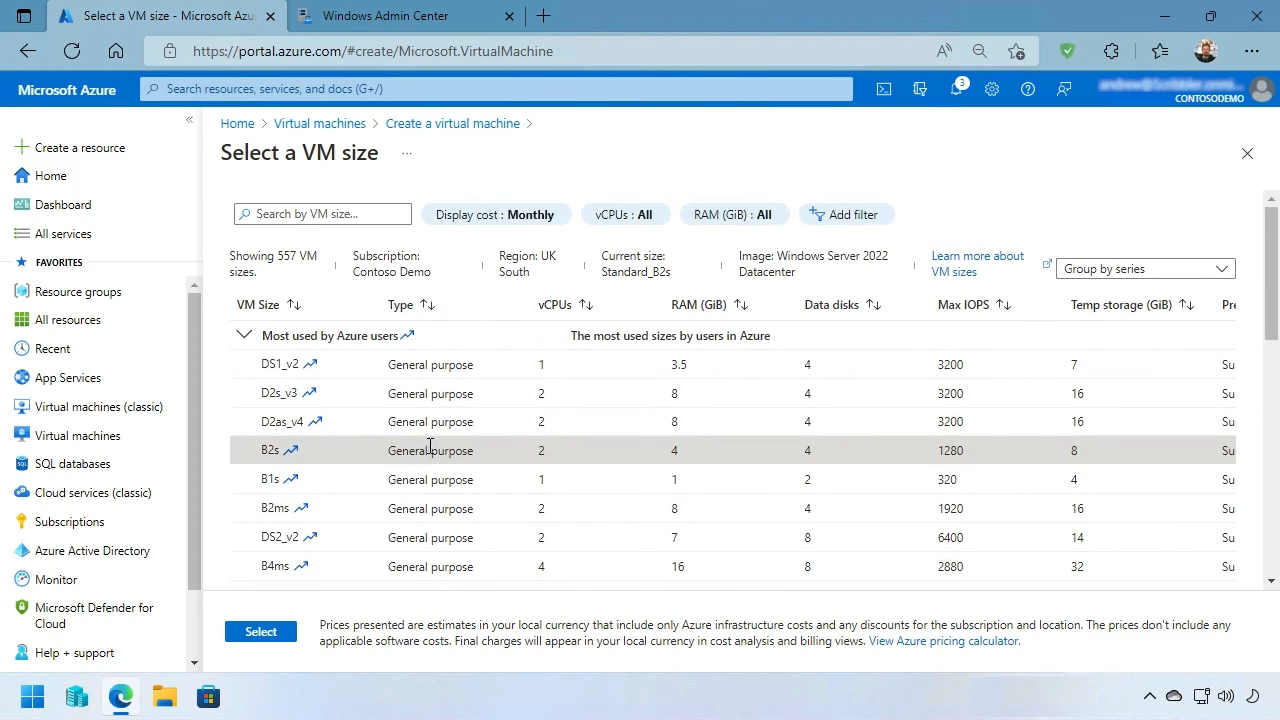 Select a VM size - Microsoft Azu
Windows Admin Center
https://portal.azure.com/#create/Microsoft.VirtualMachine
Microsoft Azure
Search resources, services, and docs (G+/)
3
CONTOSODEMO
Create a resource
Home
Dashboard
All services
FAVORITES
Resource groups
All resources
Recent
App Services
Virtual machines (classic)
Virtual machines
SQL databases
Cloud services (classic)
Subscriptions
Azure Active Directory
Monitor
Microsoft Defender for
Cloud
Help + support
Home > Virtual machines > Create a virtual machine >
Select a VM size ...
Search by VM size...
Display cost : Monthly
vCPUs : All
RAM (GiB) : All
Add filter
Showing 557 VM
sizes.
Subscription:
Contoso Demo
Region: UK
South
Current size:
Standard_B2s
Image: Windows Server 2022
Datacenter
Learn more about
VM sizes
Group by series
VM Size Type vCPUs RAM (GiB) Data disks Max IOPS Temp storage (GiB) Pre
Most used by Azure users The most used sizes by users in Azure
DS1_v2 General purpose 1 3.5 4 3200 7 Su
D2s_v3 General purpose 2 8 4 3200 16 Su
D2as_v4 General purpose 2 8 4 3200 16 Su
B2s General purpose 2 4 4 1280 8 Su
B1s General purpose 1 1 2 320 4 Su
B2ms General purpose 2 8 4 1920 16 Su
DS2_v2 General purpose 2 7 8 6400 14 Su
B4ms General purpose 4 16 8 2880 32 Su
Select
Prices presented are estimates in your local currency that include only Azure infrastructure costs and any discounts for the subscription and location. The prices don't include any
applicable software costs. Final charges will appear in your local currency in cost analysis and billing views. View Azure pricing calculator.